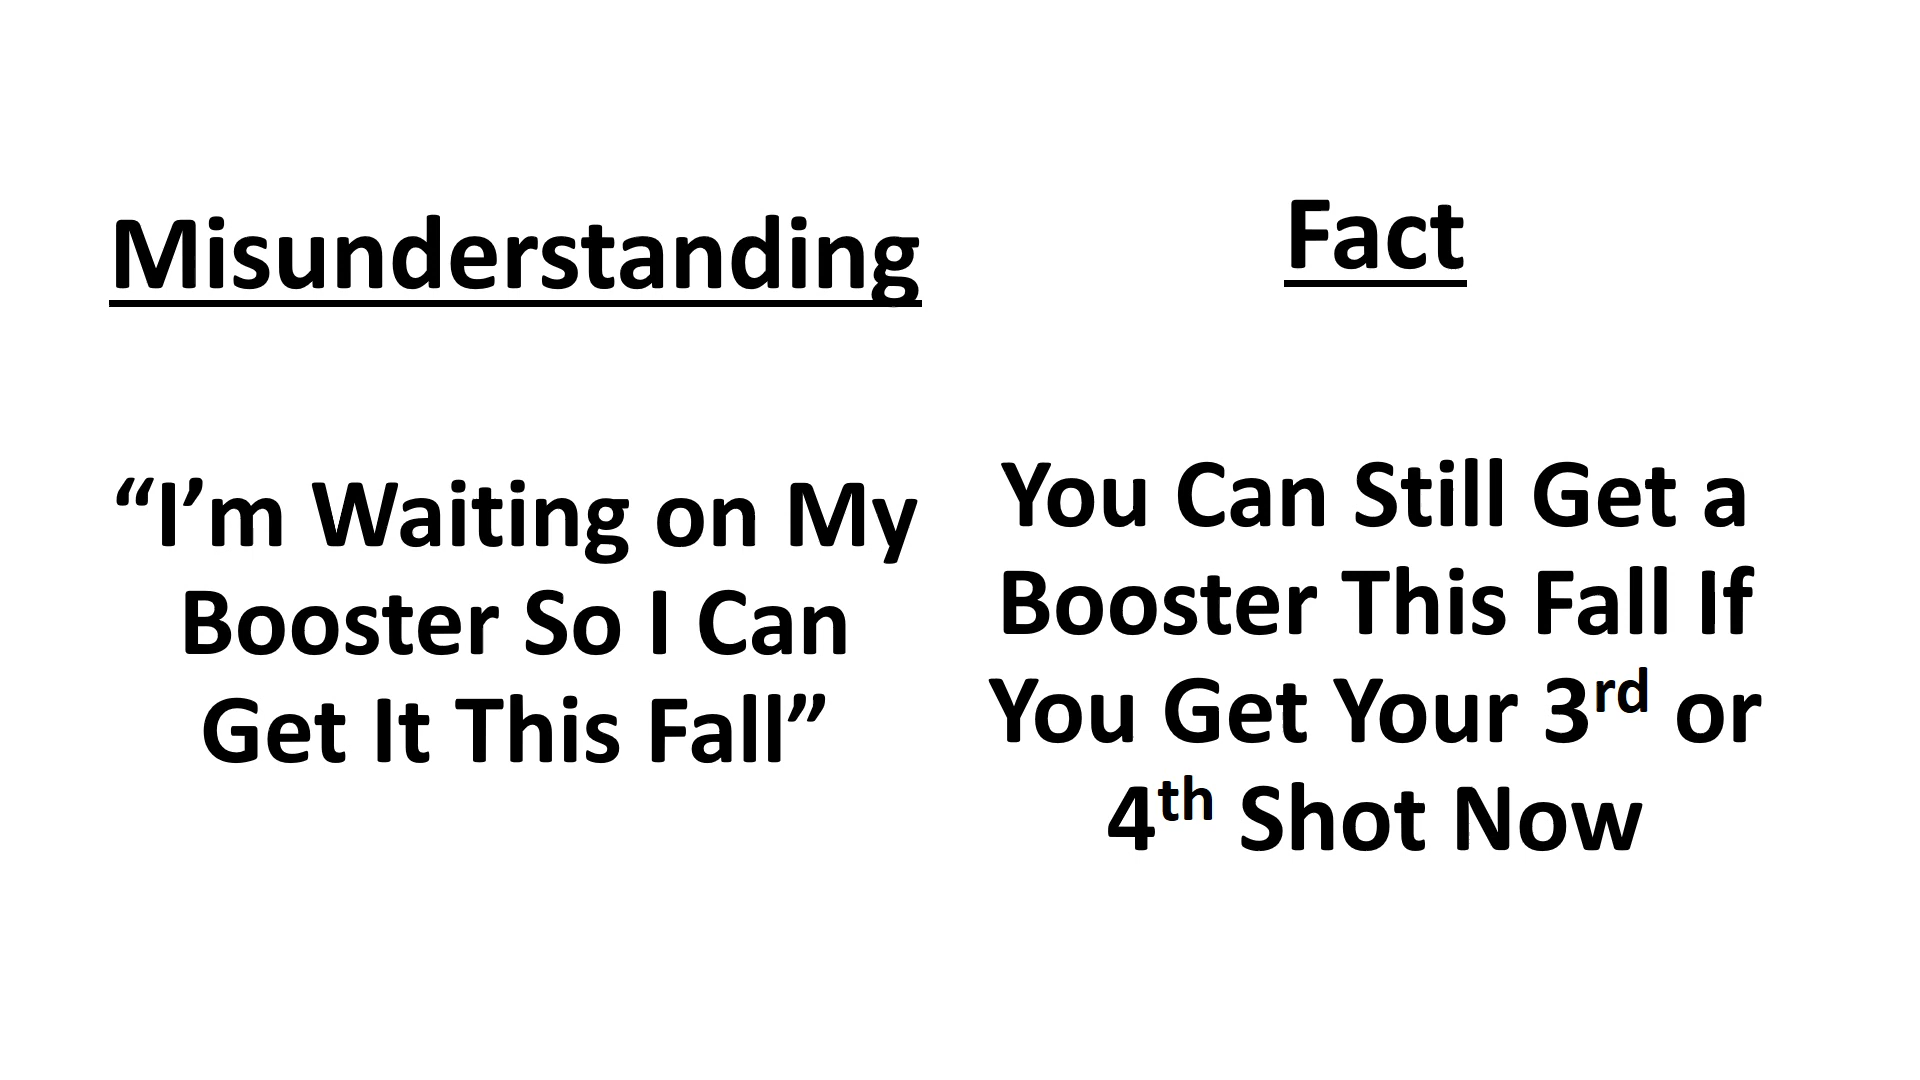 Misunderstanding
“I’m Waiting on My
Booster So I Can
Get It This Fall”
Fact
You Can Still Get a
Booster This Fall If
You Get Your 3rd or
4th Shot Now